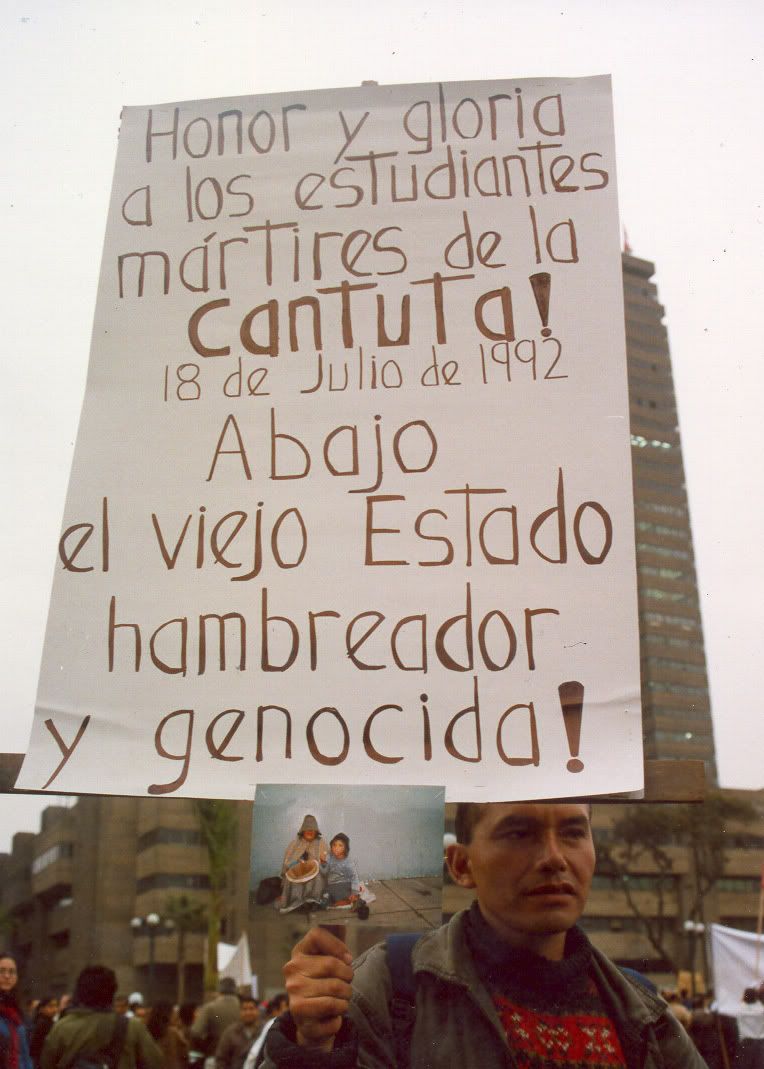 Honor y gloria
a los estudiantes
mártires de la
cantuta!
18 de Julio de 1992
Abajo
el viejo Estado
hambreador
y genocida!